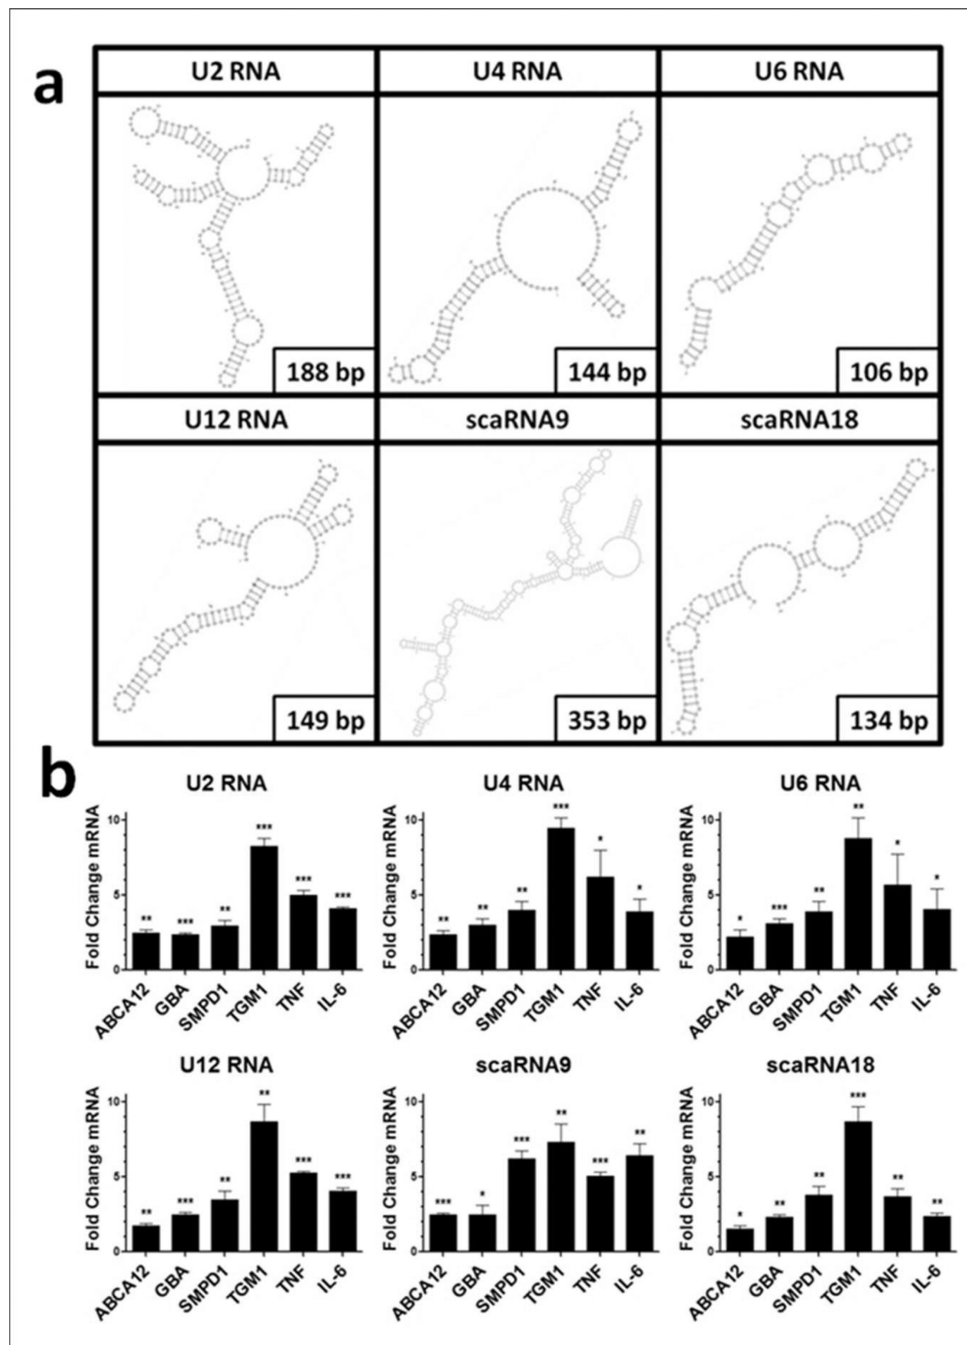 a
U2 RNA U4 RNA U6 RNA
188 bp 144 bp 106 bp
U12 RNA scaRNA9 scaRNA18
149 bp 353 bp 134 bp
b
U2 RNA U4 RNA U6 RNA
Fold Change mRNA Fold Change mRNA Fold Change mRNA
10 10 10
*** *** **
*** * *
*** * *
** *** ** ** ** ** * *** **
5 5 5
0 0 0
ABCA12 GBA SMPD1 TGM1 TNF IL-6 ABCA12 GBA SMPD1 TGM1 TNF IL-6 ABCA12 GBA SMPD1 TGM1 TNF IL-6
U12 RNA scaRNA9 scaRNA18
Fold Change mRNA Fold Change mRNA Fold Change mRNA
10 10 10
** *** ** *** *** *** *** * *** ** *** ** * ** ** *** ** **
5 5 5
0 0 0
ABCA12 GBA SMPD1 TGM1 TNF IL-6 ABCA12 GBA SMPD1 TGM1 TNF IL-6 ABCA12 GBA SMPD1 TGM1 TNF IL-6